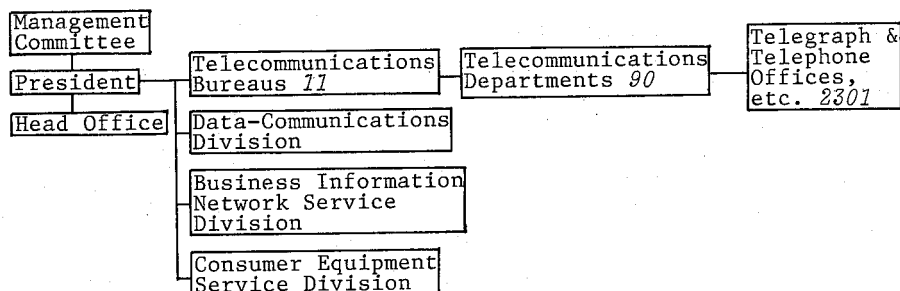 Management
Committee
President
Head Office
Telecommunications
Bureaus 11
Telecommunications
Departments 90
Telegraph &
Telephone
Offices,
etc. 2301
Data-Communications
Division
Business Information
Network Service
Division
Consumer Equipment
Service Division